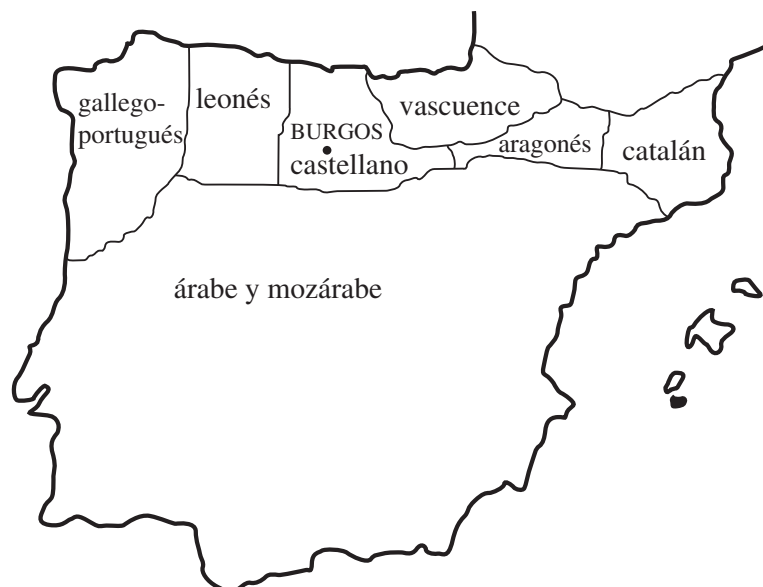 gallego-
portugués
leonés
BURGOS
castellano
vascuence
aragonés
catalán
árabe y mozárabe